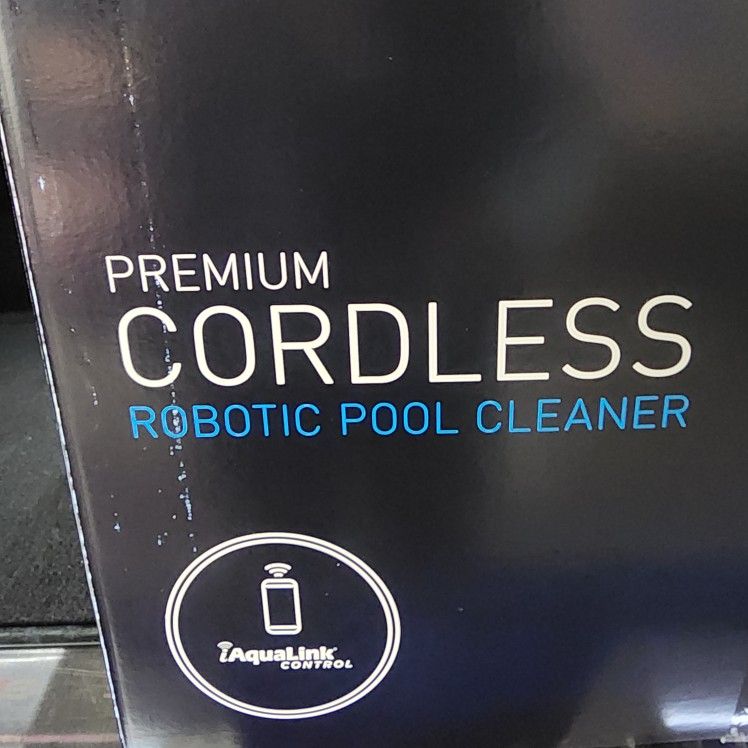 PREMIUM
CORDLESS
ROBOTIC POOL CLEANER
iAquaLink
CONTROL